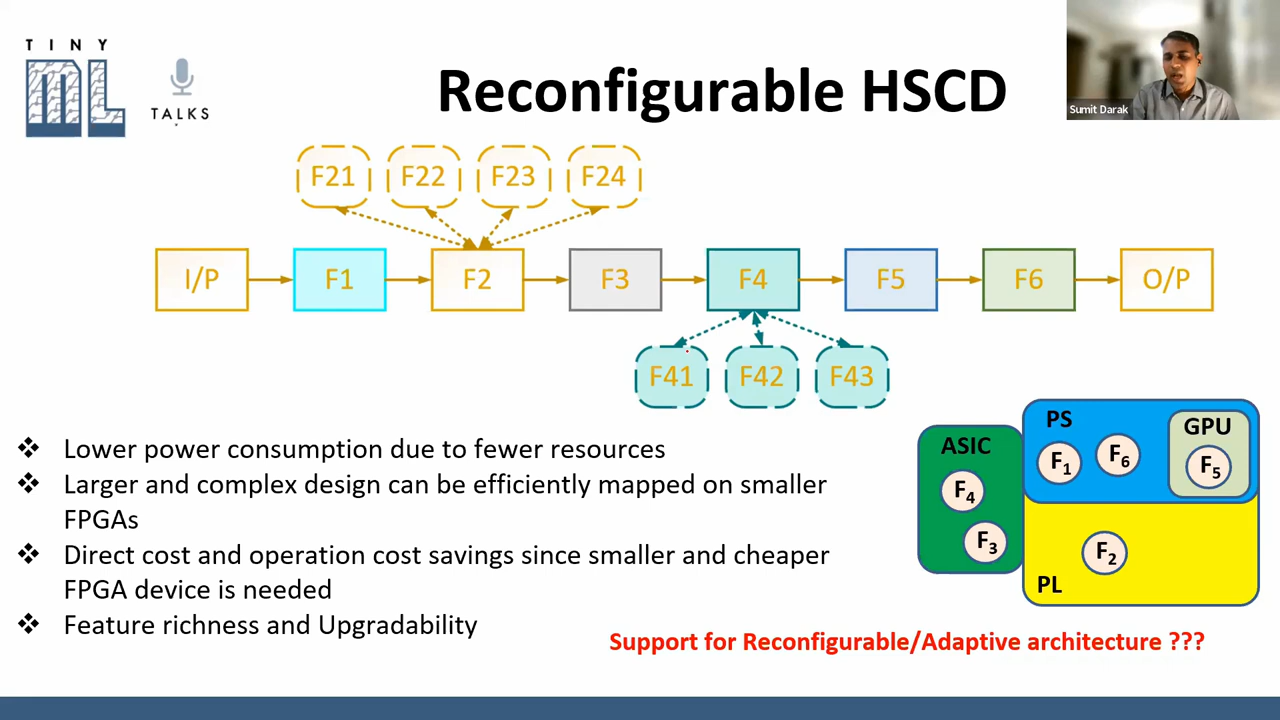 TINY
ML
TALKS
Reconfigurable HSCD
Sumit Darak
F21 F22 F23 F24
I/P F1 F2 F3 F4 F5 F6 O/P
F41 F42 F43
❖ Lower power consumption due to fewer resources
❖ Larger and complex design can be efficiently mapped on smaller
FPGAs
❖ Direct cost and operation cost savings since smaller and cheaper
FPGA device is needed
❖ Feature richness and Upgradability
ASIC
F4
F3
PS
F1 F6
GPU
F5
F2
PL
Support for Reconfigurable/Adaptive architecture ???